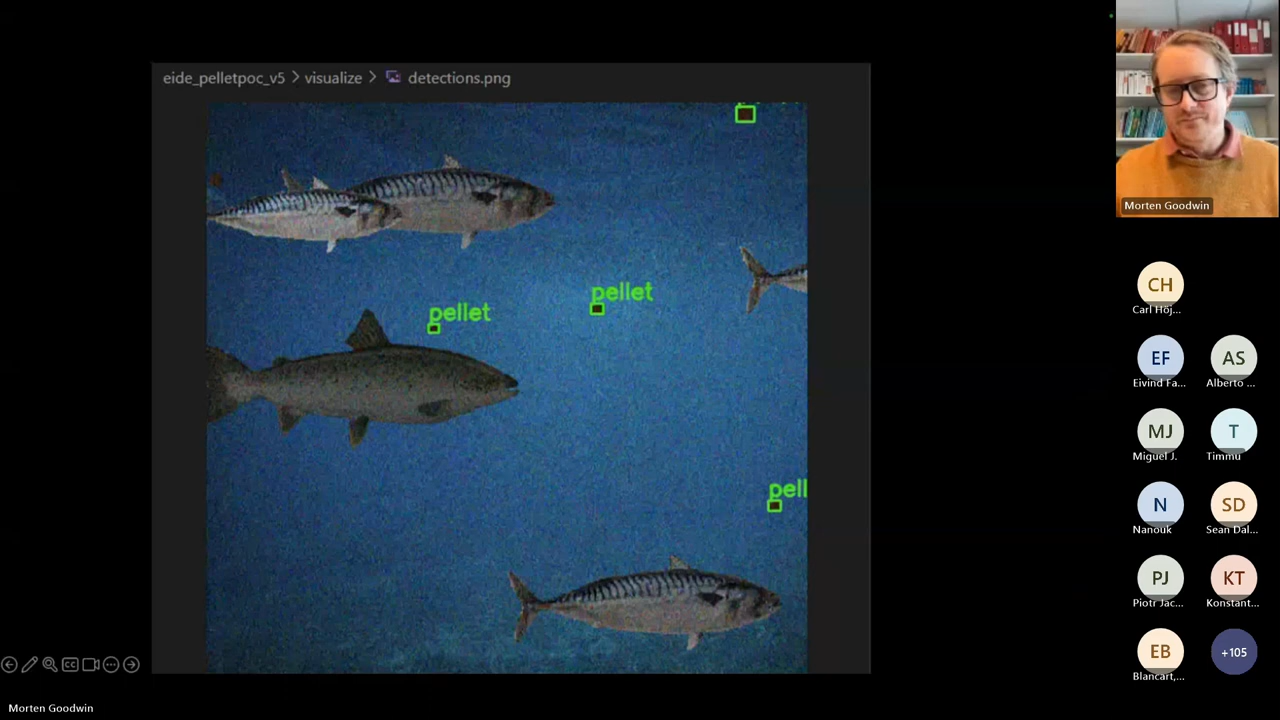 eide_pelletpoc_v5 > visualize > detections.png
pellet
pellet
pell
Morten Goodwin
CH
Carl Höj...
EF
Eivind Fa...
AS
Alberto ...
MJ
Miguel J.
T
Timmu
N
Nanouk
SD
Sean Dal...
PJ
Piotr Jac...
KT
Konstant...
EB
Blancart,...
+105
CC
Morten Goodwin